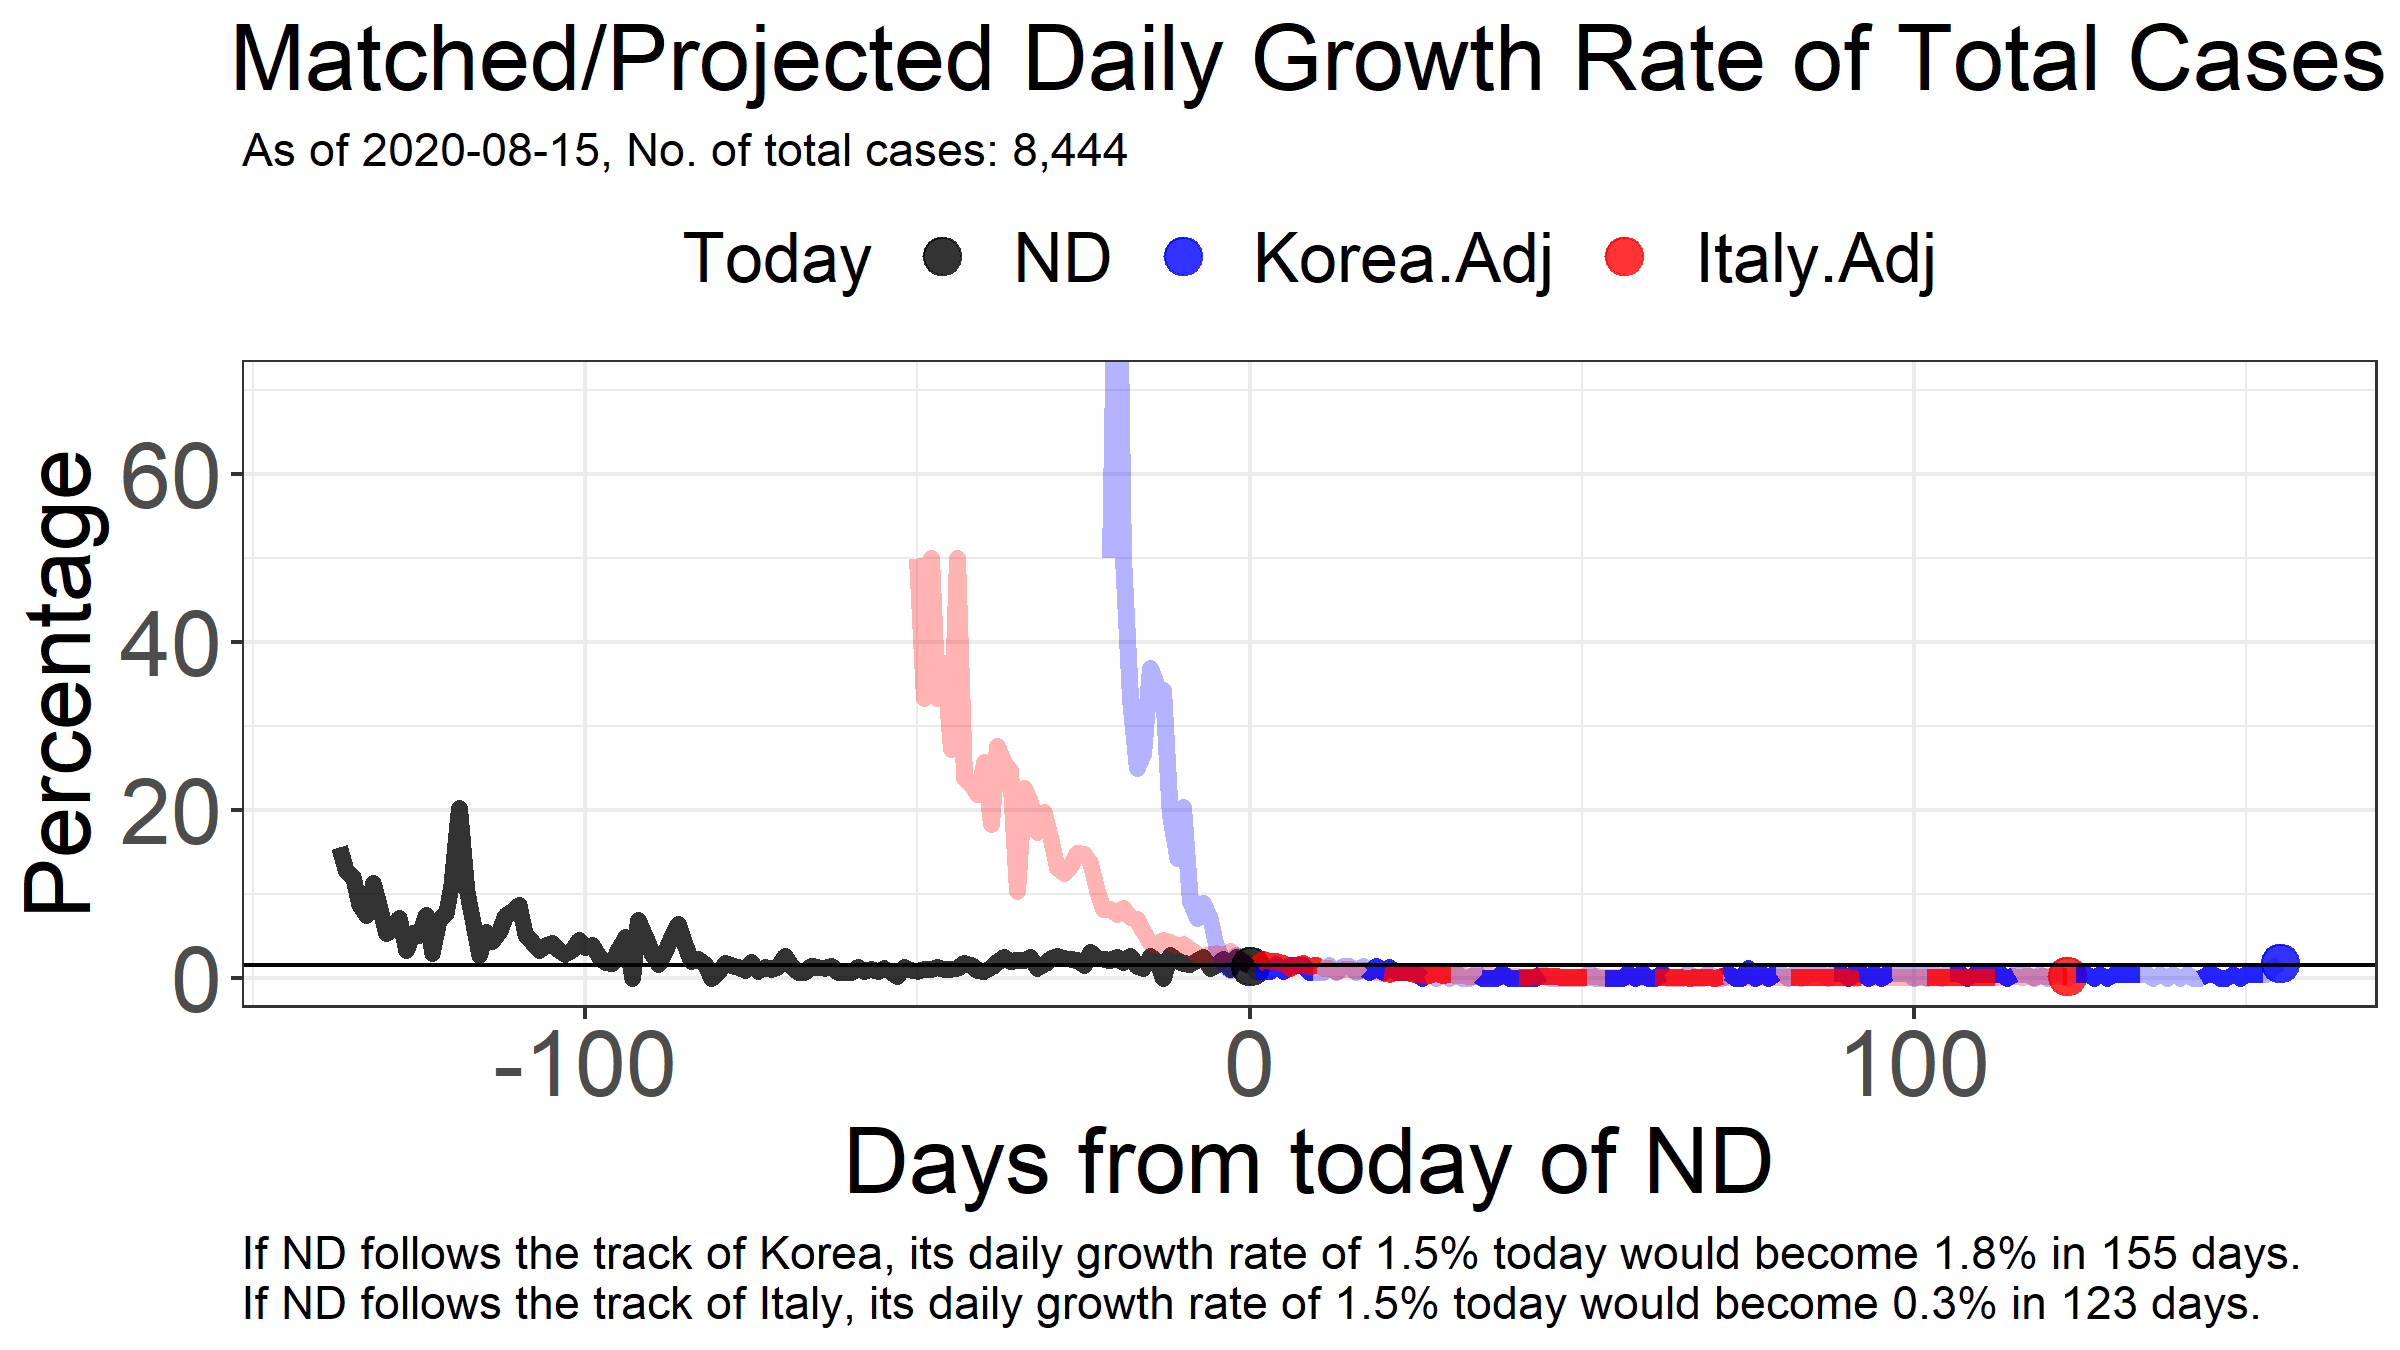 Matched/Projected Daily Growth Rate of Total Cases
As of 2020-08-15, No. of total cases: 8,444
Today ND Korea.Adj Italy.Adj
Percentage
60
40
20
0
-100 0 100
Days from today of ND
If ND follows the track of Korea, its daily growth rate of 1.5% today would become 1.8% in 155 days.
If ND follows the track of Italy, its daily growth rate of 1.5% today would become 0.3% in 123 days.